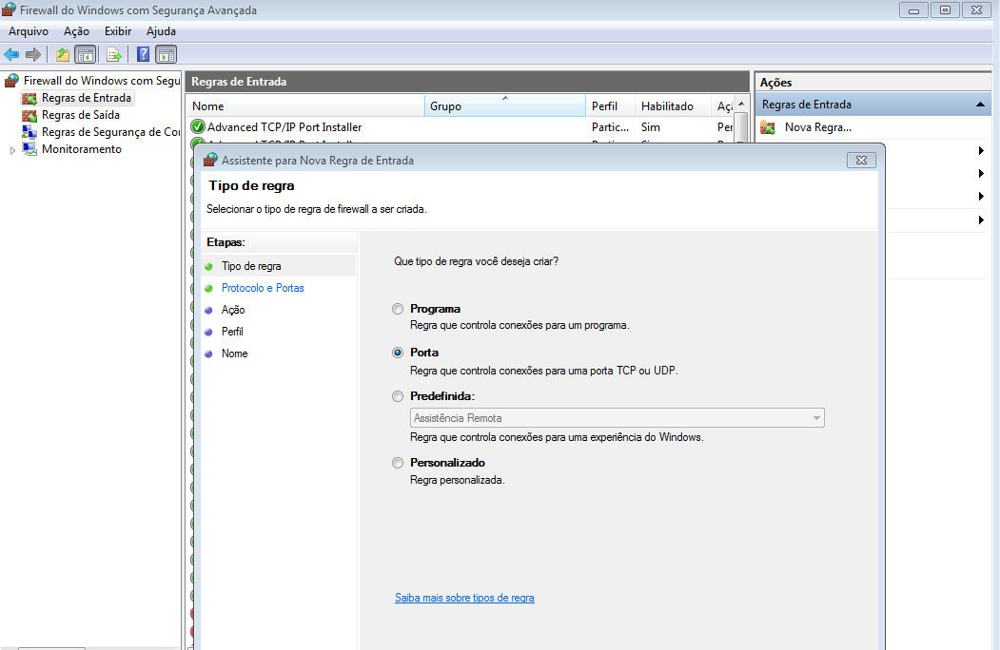 Firewall do Windows com Segurança Avançada
Arquivo Ação Exibir Ajuda
Firewall do Windows com Segu
Regras de Entrada
Regras de Saída
Regras de Segurança de Co
Monitoramento
Regras de Entrada
Nome Grupo Perfil Habilitado Açi
Advanced TCP/IP Port Installer Partic... Sim Per
Ações
Regras de Entrada
Nova Regra...
Assistente para Nova Regra de Entrada
Tipo de regra
Selecionar o tipo de regra de firewall a ser criada.
Etapas:
Tipo de regra
Protocolo e Portas
Ação
Perfil
Nome
Que tipo de regra você deseja criar?
Programa
Regra que controla conexões para um programa.
Porta
Regra que controla conexões para uma porta TCP ou UDP.
Predefinida:
Assistência Remota
Regra que controla conexões para uma experiência do Windows.
Personalizado
Regra personalizada.
Saiba mais sobre tipos de regra